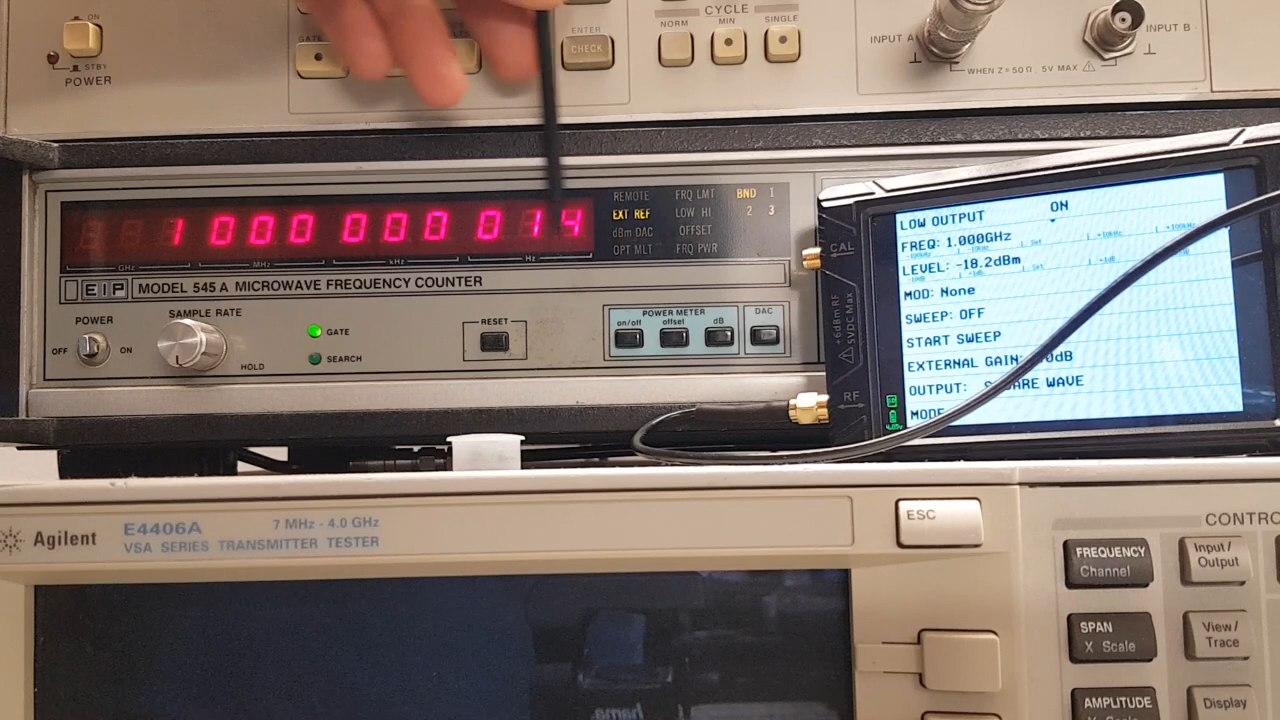 ON
STBY
POWER
GATE
ENTER
CHECK
CYCLE
NORM MIN SINGLE
INPUT A
INPUT B
WHEN Z = 50 Ω, 5V MAX
1 000 000 014
GHz MHz kHz Hz
REMOTE FRQ LMT BND 1
EXT REF LOW HI 2 3
dBm DAC OFFSET
OPT MLT FRQ PWR
EIP MODEL 545A MICROWAVE FREQUENCY COUNTER
POWER
OFF ON
SAMPLE RATE
HOLD
GATE
SEARCH
RESET
POWER METER
on/off offset dB
DAC
CAL
+6dBm RF
5VDC Max
RF
LOW OUTPUT ON
FREQ: 1.000GHz
LEVEL: -18.2dBm
MOD: None
SWEEP: OFF
START SWEEP
EXTERNAL GAIN: 0dB
OUTPUT: WAVE
MODE
Agilent E4406A 7 MHz - 4.0 GHz
VSA SERIES TRANSMITTER TESTER
ESC
FREQUENCY
Channel
Input/
Output
SPAN
X Scale
View/
Trace
AMPLITUDE
Display
hama